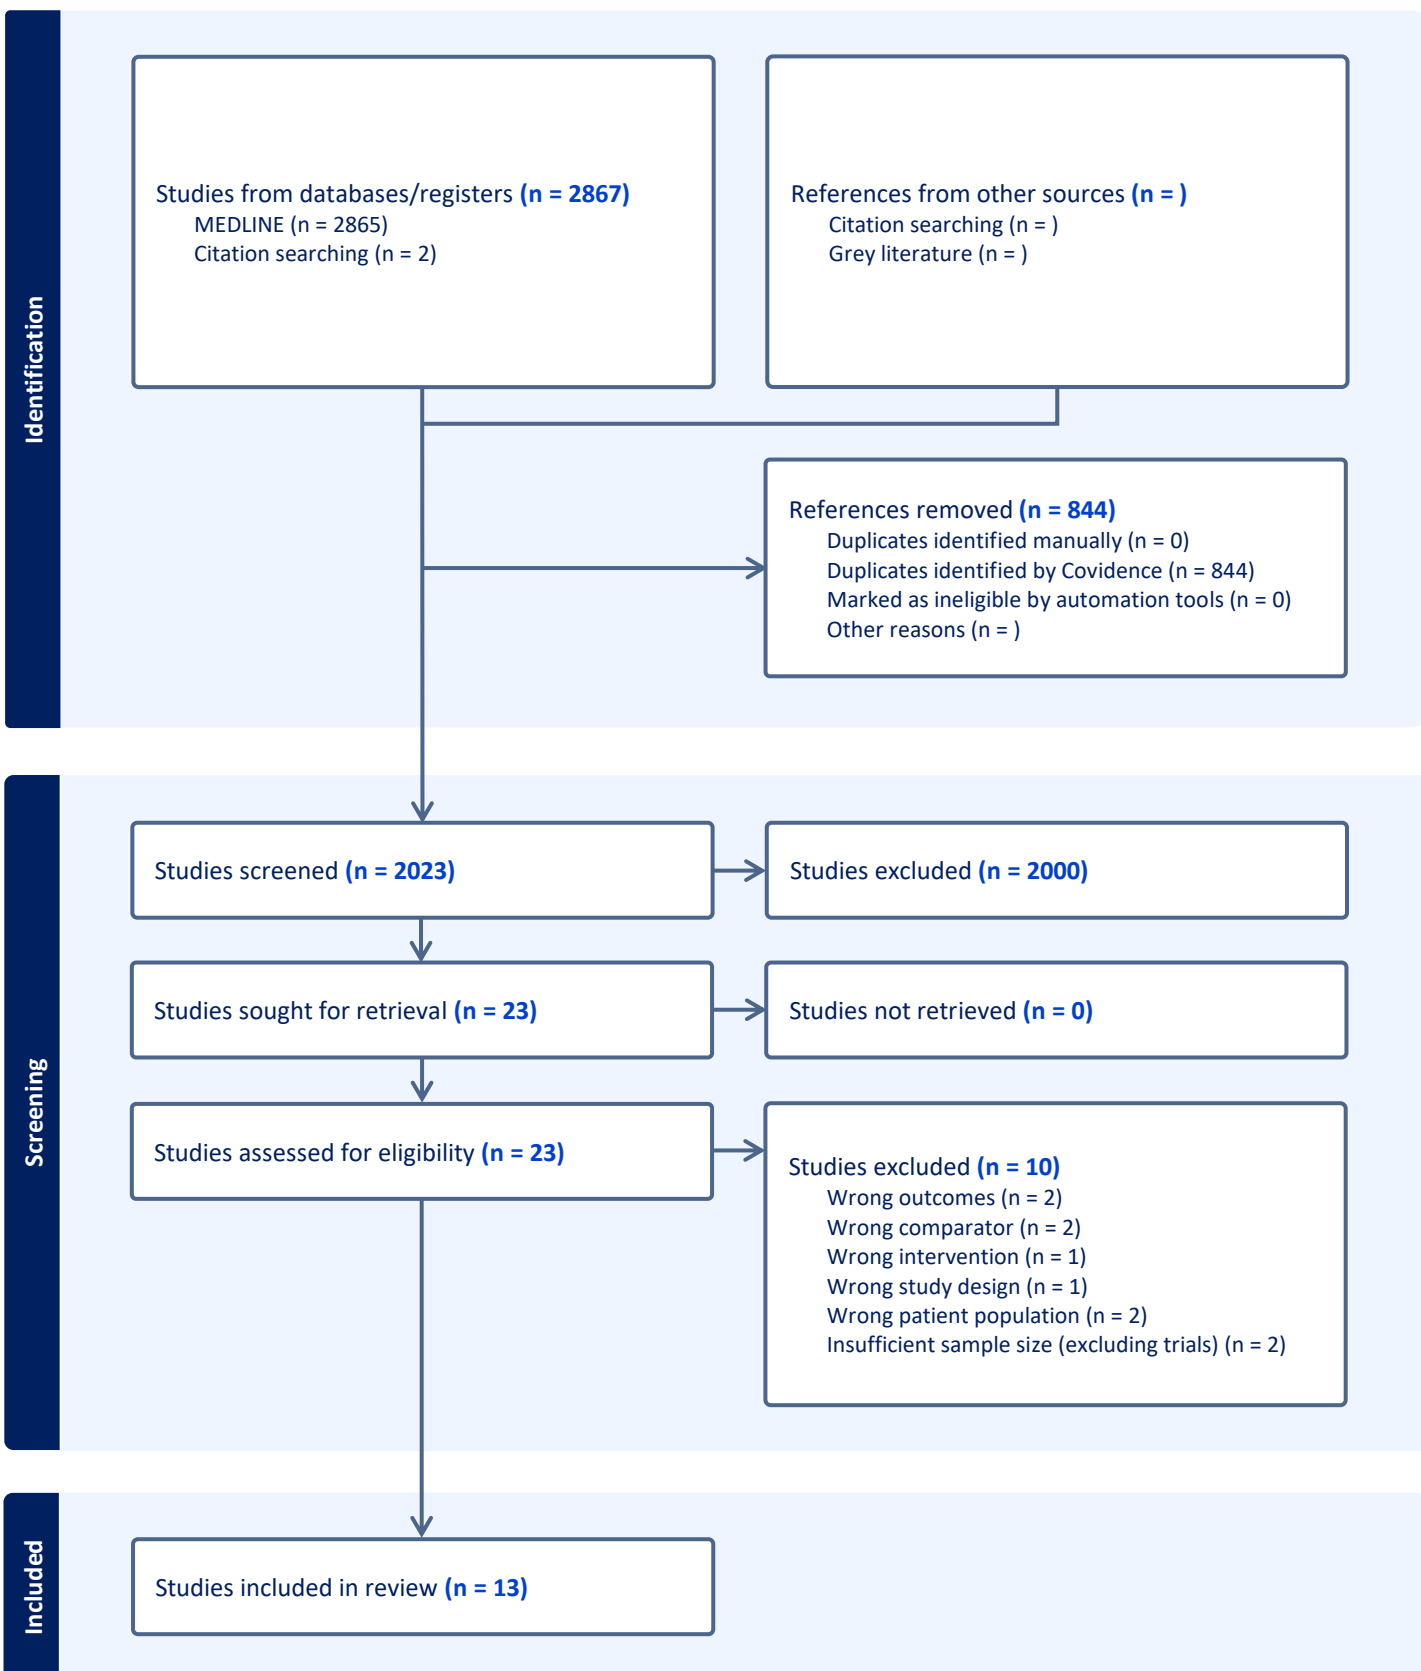 Identification
Studies from databases/registers (n = 2867)
MEDLINE (n = 2865)
Citation searching (n = 2)
References from other sources (n = )
Citation searching (n = )
Grey literature (n = )
References removed (n = 844)
Duplicates identified manually (n = 0)
Duplicates identified by Covidence (n = 844)
Marked as ineligible by automation tools (n = 0)
Other reasons (n = )
Screening
Studies screened (n = 2023)
Studies excluded (n = 2000)
Studies sought for retrieval (n = 23)
Studies not retrieved (n = 0)
Studies assessed for eligibility (n = 23)
Studies excluded (n = 10)
Wrong outcomes (n = 2)
Wrong comparator (n = 2)
Wrong intervention (n = 1)
Wrong study design (n = 1)
Wrong patient population (n = 2)
Insufficient sample size (excluding trials) (n = 2)
Included
Studies included in review (n = 13)